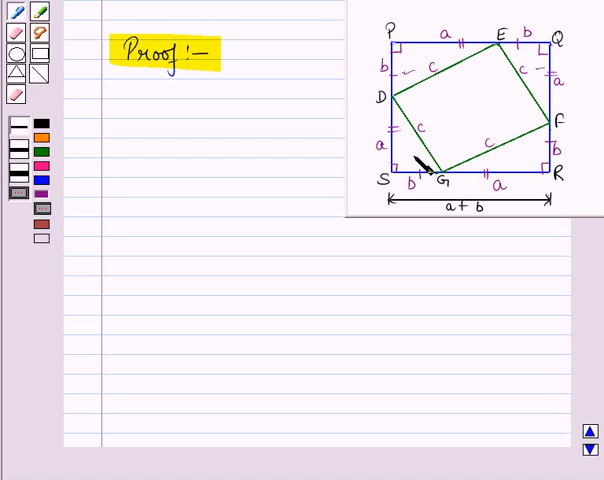 Proof :-
P a E b Q
b c c a
D F
a c c b
S b G a R
a + b